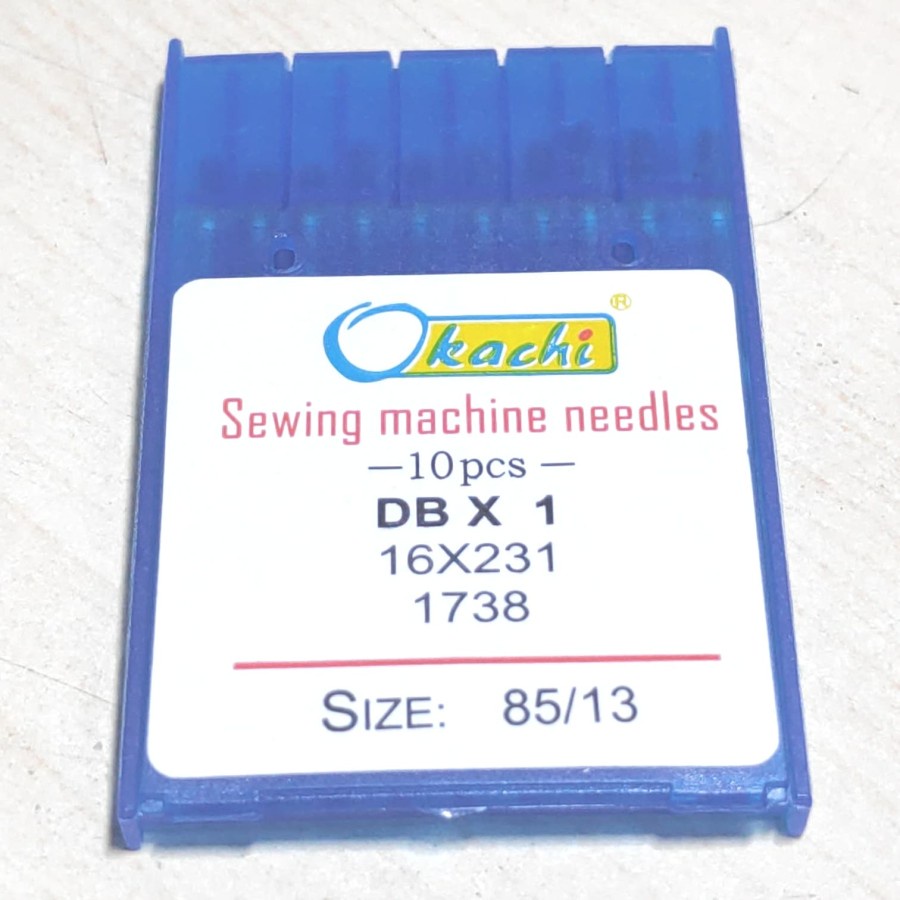 Okachi ®
Sewing machine needles
—10pcs—
DB X 1
16X231
1738
SIZE: 85/13